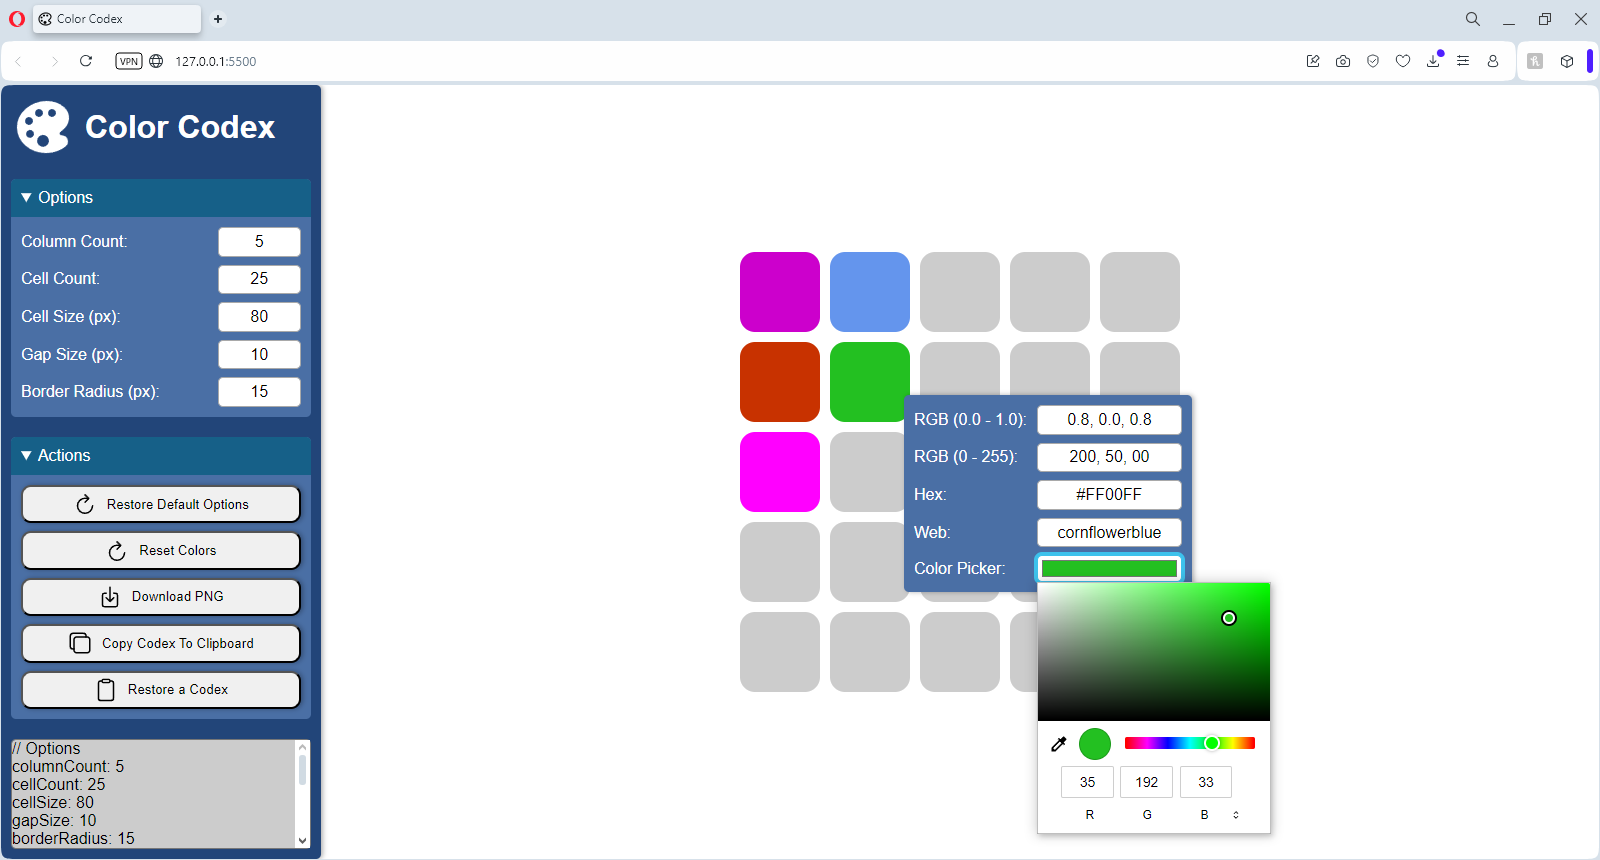 Color Codex
VPN
127.0.0.1:5500
Color Codex
▼ Options
Column Count: 5
Cell Count: 25
Cell Size (px): 80
Gap Size (px): 10
Border Radius (px): 15
▼ Actions
Restore Default Options
Reset Colors
Download PNG
Copy Codex To Clipboard
Restore a Codex
// Options
columnCount: 5
cellCount: 25
cellSize: 80
gapSize: 10
borderRadius: 15
RGB (0.0 - 1.0): 0.8, 0.0, 0.8
RGB (0 - 255): 200, 50, 00
Hex: #FF00FF
Web: cornflowerblue
Color Picker:
35 192 33
R G B